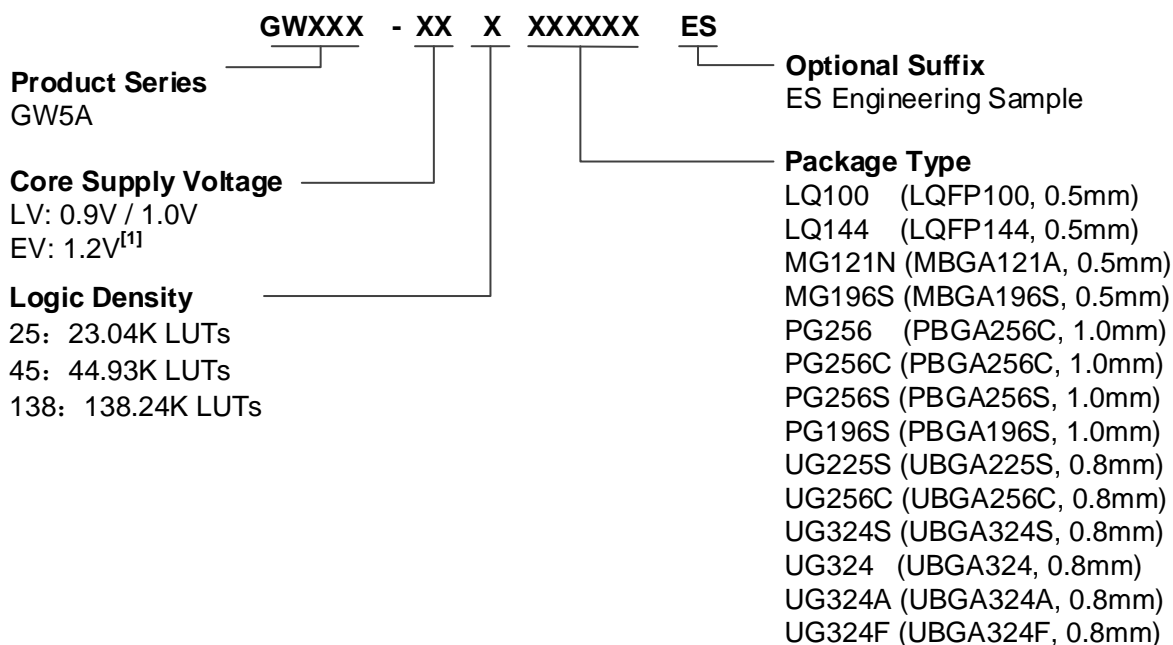 GWXXX - XX X XXXXXX ES
Product Series
GW5A
Core Supply Voltage
LV: 0.9V / 1.0V
EV: 1.2V[1]
Logic Density
25： 23.04K LUTs
45： 44.93K LUTs
138： 138.24K LUTs
Optional Suffix
ES Engineering Sample
Package Type
LQ100 (LQFP100, 0.5mm)
LQ144 (LQFP144, 0.5mm)
MG121N (MBGA121A, 0.5mm)
MG196S (MBGA196S, 0.5mm)
PG256 (PBGA256C, 1.0mm)
PG256C (PBGA256C, 1.0mm)
PG256S (PBGA256S, 1.0mm)
PG196S (PBGA196S, 1.0mm)
UG225S (UBGA225S, 0.8mm)
UG256C (UBGA256C, 0.8mm)
UG324S (UBGA324S, 0.8mm)
UG324 (UBGA324, 0.8mm)
UG324A (UBGA324A, 0.8mm)
UG324F (UBGA324F, 0.8mm)